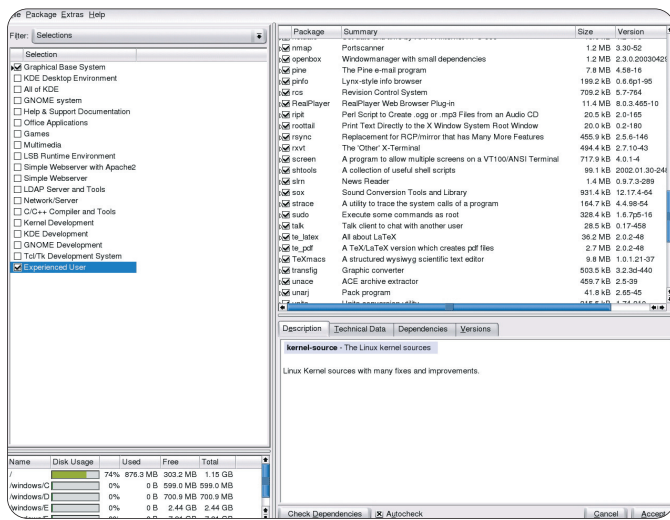 File Package Extras Help
Filter: Selections
Selection
Graphical Base System
KDE Desktop Environment
All of KDE
GNOME system
Help & Support Documentation
Office Applications
Games
Multimedia
LSB Runtime Environment
Simple Webserver with Apache2
Simple Webserver
LDAP Server and Tools
Network/Server
C/C++ Compiler and Tools
Kernel Development
KDE Development
GNOME Development
Tcl/Tk Development System
Experienced User
Name Disk Usage Used Free Total
/ 74% 876.3 MB 303.2 MB 1.15 GB
/windows/C 0% 0 B 599.0 MB 599.0 MB
/windows/D 0% 0 B 700.9 MB 700.9 MB
/windows/E 0% 0 B 2.44 GB 2.44 GB
Package Summary Size Version
nmap Portscanner 1.2 MB 3.30-52
openbox Windowmanager with small dependencies 1.2 MB 2.3.0.20030429
pine The Pine e-mail program 7.8 MB 4.58-16
pinfo Lynx-style info browser 199.2 kB 0.6.6p1-95
rcs Revision Control System 709.2 kB 5.7-764
RealPlayer RealPlayer Web Browser Plug-in 11.4 MB 8.0.3.465-10
ripit Perl Script to Create .ogg or .mp3 Files from an Audio CD 20.5 kB 2.0-165
roottail Print Text Directly to the X Window System Root Window 20.0 kB 0.2-180
rsync Replacement for RCP/mirror that has Many More Features 455.9 kB 2.5.6-146
rxvt The 'Other' X-Terminal 494.4 kB 2.7.10-43
screen A program to allow multiple screens on a VT100/ANSI Terminal 717.9 kB 4.0.1-4
shtools A collection of useful shell scripts 99.1 kB 2002.01.30-24
slrn News Reader 1.4 MB 0.9.7.3-289
sox Sound Conversion Tools and Library 931.4 kB 12.17.4-64
strace A utility to trace the system calls of a program 164.7 kB 4.4.98-54
sudo Execute some commands as root 328.4 kB 1.6.7p5-16
talk Talk client to chat with another user 28.5 kB 0.17-458
te_latex All about LaTeX 36.2 MB 2.0.2-48
te_pdf A TeX/LaTeX version which creates pdf files 2.7 MB 2.0.2-48
TeXmacs A structured wysiwyg scientific text editor 9.8 MB 1.0.1.21-37
transfig Graphic converter 503.5 kB 3.2.3d-440
unace ACE archive extractor 459.7 kB 2.5-39
unarj Pack program 41.8 kB 2.65-45
Description Technical Data Dependencies Versions
kernel-source - The Linux kernel sources
Linux Kernel sources with many fixes and improvements.
Check Dependencies Autocheck Cancel Accept